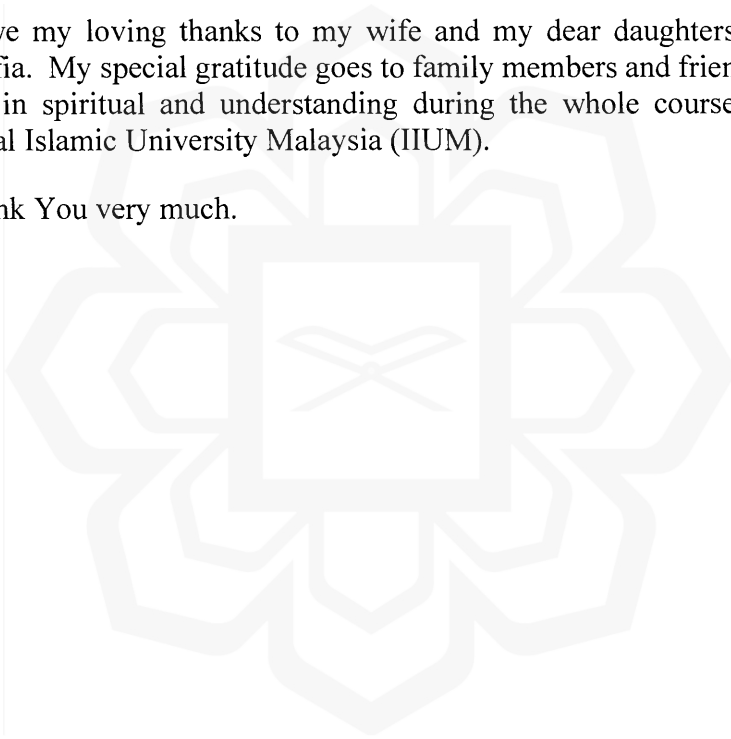 ve my loving thanks to my wife and my dear daughters
fia. My special gratitude goes to family members and frien
in spiritual and understanding during the whole course
al Islamic University Malaysia (IIUM).
nk You very much.